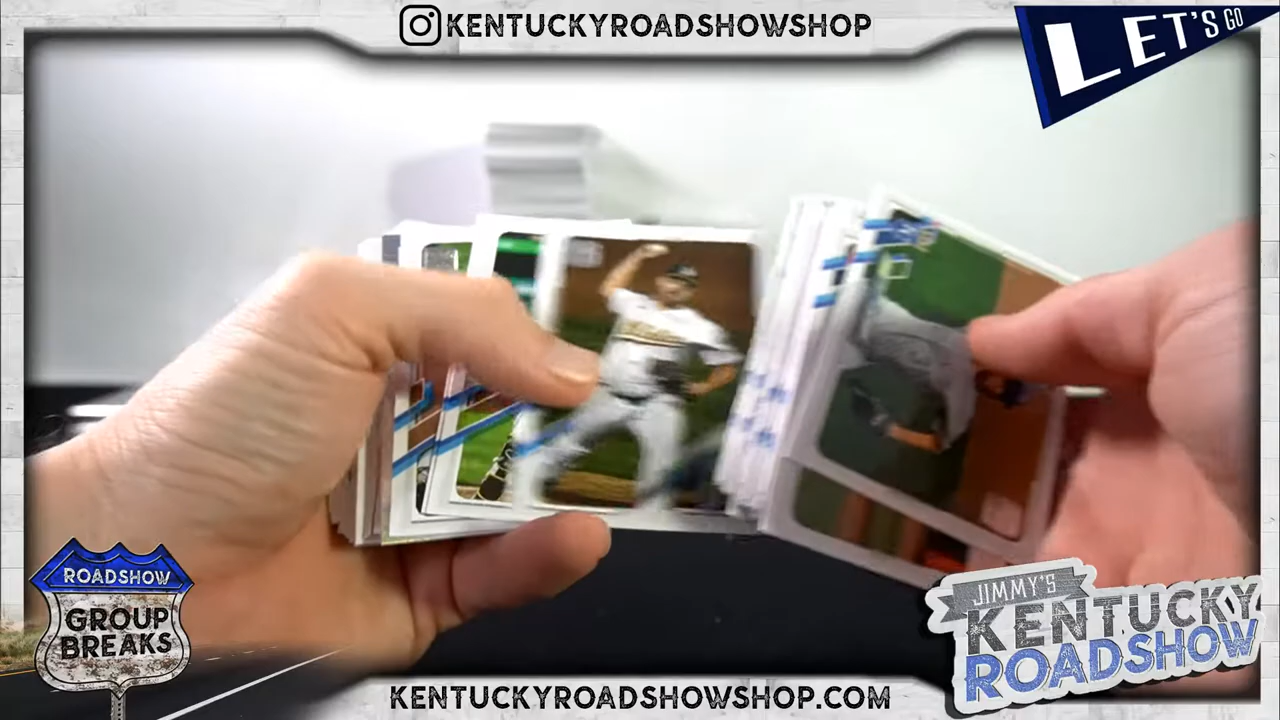 KENTUCKYROADSHOWSHOP
LET'S GO
ROADSHOW
GROUP
BREAKS
JIMMY'S
KENTUCKY
ROADSHOW
KENTUCKYROADSHOWSHOP.COM